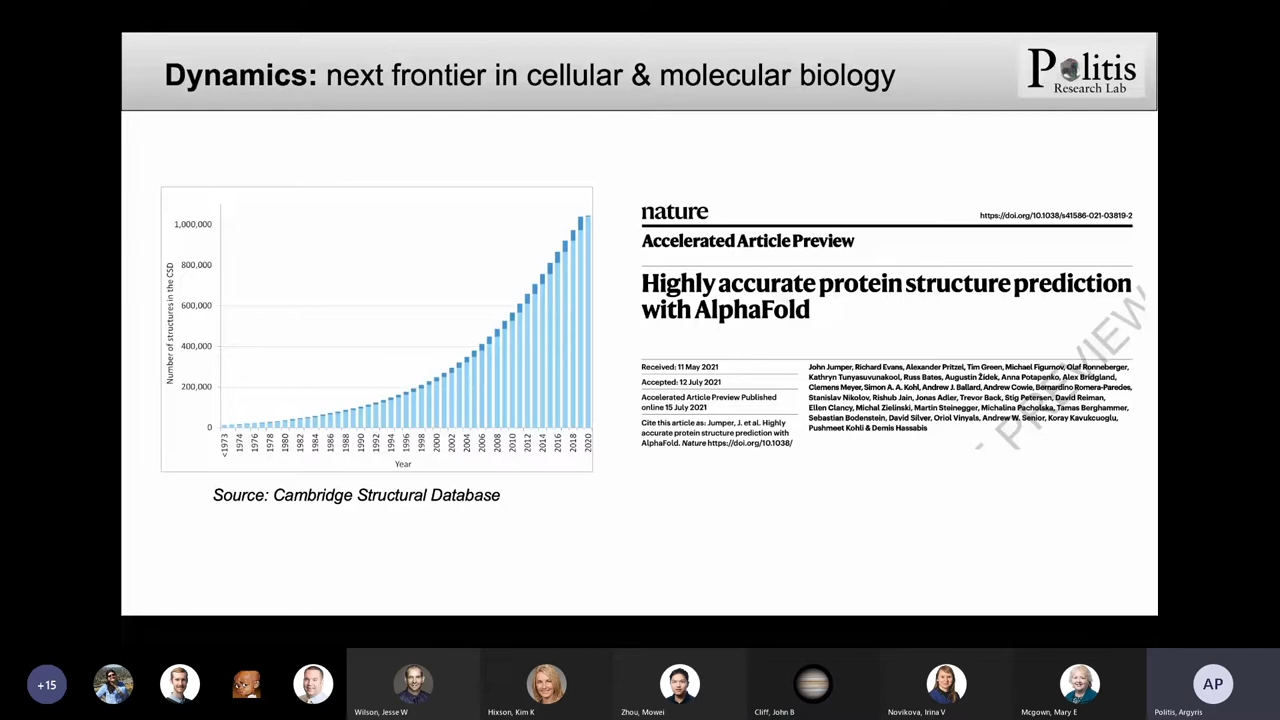 Dynamics: next frontier in cellular & molecular biology
Politis
Research Lab
Number of structures in the CSD
1,000,000
800,000
600,000
400,000
200,000
0
<1973
1974
1976
1978
1980
1982
1984
1986
1988
1990
1992
1994
1996
1998
2000
2002
2004
2006
2008
2010
2012
2014
2016
2018
2020
Year
Source: Cambridge Structural Database
nature
https://doi.org/10.1038/s41586-021-03819-2
Accelerated Article Preview
Highly accurate protein structure prediction
with AlphaFold
Received: 11 May 2021
Accepted: 12 July 2021
Accelerated Article Preview Published
online 15 July 2021
Cite this article as: Jumper, J. et al. Highly
accurate protein structure prediction with
AlphaFold. Nature https://doi.org/10.1038/
John Jumper, Richard Evans, Alexander Pritzel, Tim Green, Michael Figurnov, Olaf Ronneberger,
Kathryn Tunyasuvunakool, Russ Bates, Augustin Žídek, Anna Potapenko, Alex Bridgland,
Clemens Meyer, Simon A. A. Kohl, Andrew J. Ballard, Andrew Cowie, Bernardino Romera-Paredes,
Stanislav Nikolov, Rishub Jain, Jonas Adler, Trevor Back, Stig Petersen, David Reiman,
Ellen Clancy, Michal Zielinski, Martin Steinegger, Michalina Pacholska, Tamas Berghammer,
Sebastian Bodenstein, David Silver, Oriol Vinyals, Andrew W. Senior, Koray Kavukcuoglu,
Pushmeet Kohli & Demis Hassabis
PREVIEW
+15
Wilson, Jesse W
Hixson, Kim K
Zhou, Mowei
Cliff, John B
Novikova, Irina V
Mcgown, Mary E
AP
Politis, Argyris